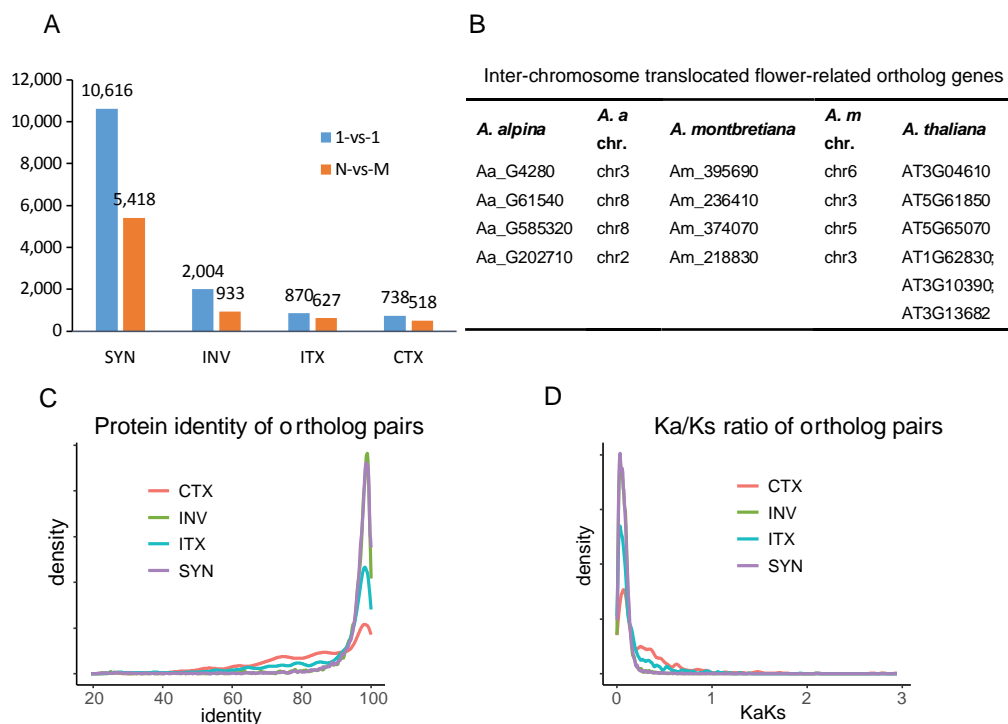 A
12,000
10,000
8,000
6,000
4,000
2,000
0
10,616
5,418
2,004
933
870
627
738
518
SYN
INV
ITX
CTX
1-vs-1
N-vs-M
B
Inter-chromosome translocated flower-related ortholog genes
A. alpina A. a chr. A. montbretiana A. m chr. A. thaliana
Aa_G4280 chr3 Am_395690 chr6 AT3G04610
Aa_G61540 chr8 Am_236410 chr3 AT5G61850
Aa_G585320 chr8 Am_374070 chr5 AT5G65070
Aa_G202710 chr2 Am_218830 chr3 AT1G62830;
AT3G10390;
AT3G13682
C
Protein identity of ortholog pairs
CTX
INV
ITX
SYN
density
20 40 60 80 100
identity
D
Ka/Ks ratio of ortholog pairs
CTX
INV
ITX
SYN
density
0 1 2 3
KaKs